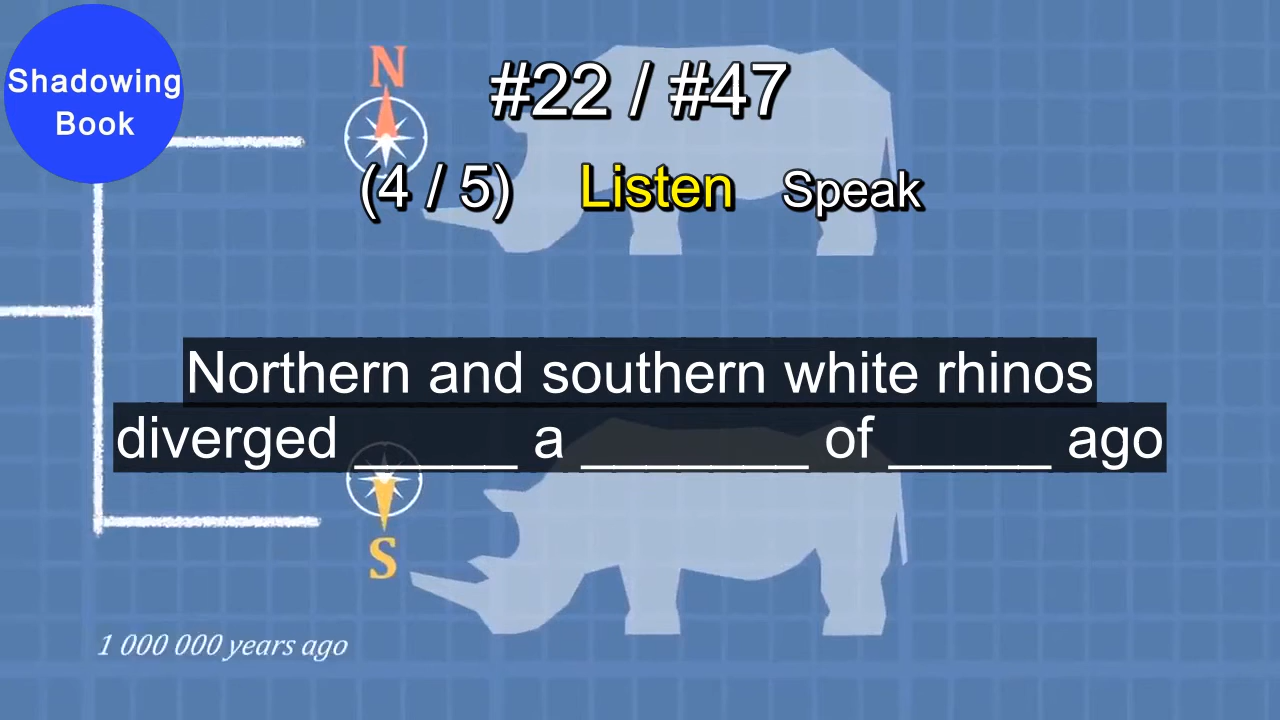 Shadowing
Book
N
#22 / #47
(4 / 5) Listen Speak
Northern and southern white rhinos
diverged _____ a _______ of _____ ago
S
1 000 000 years ago